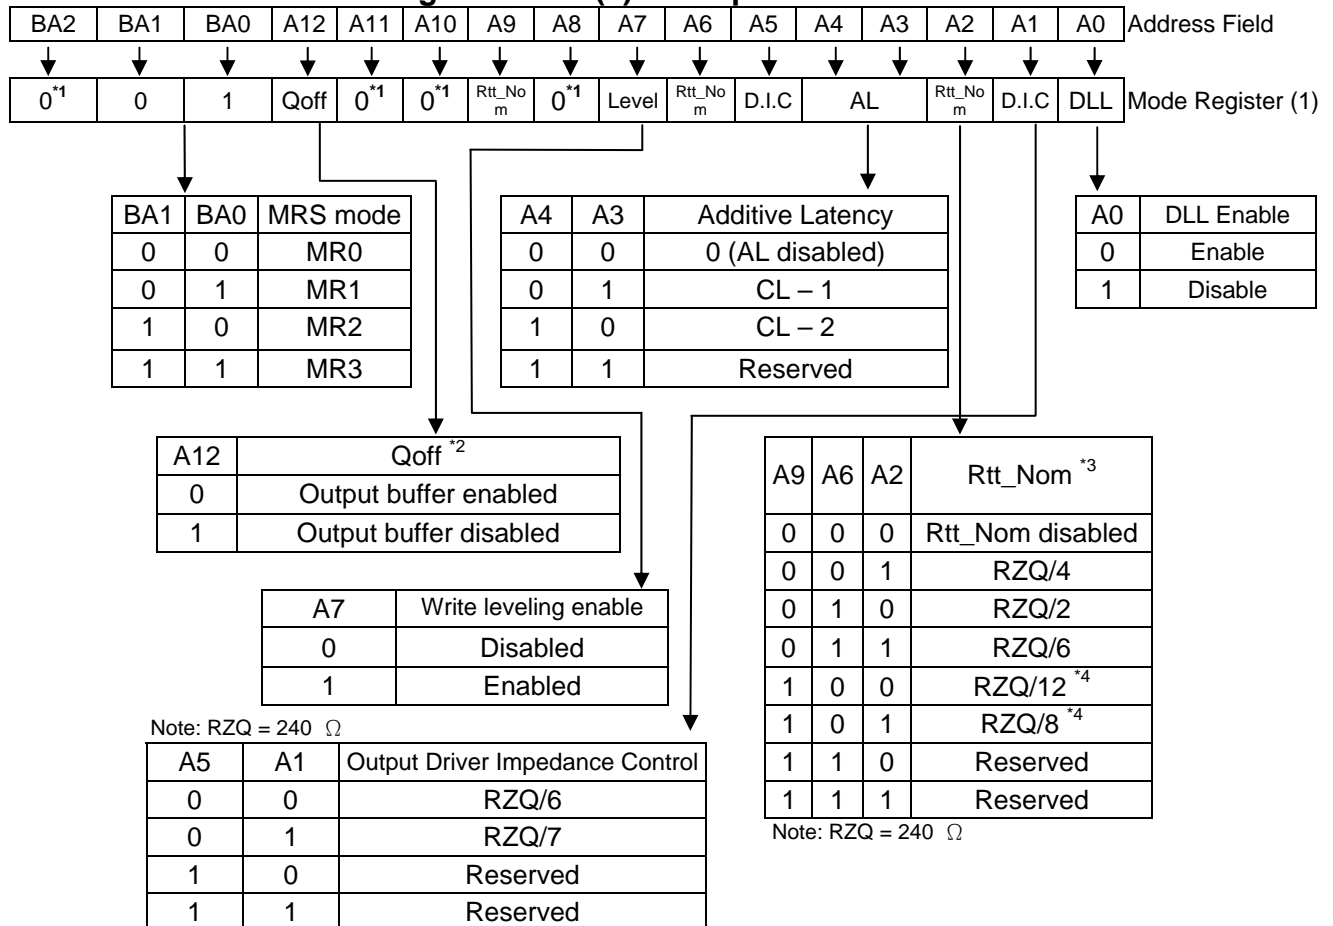 BA2 BA1 BA0 A12 A11 A10 A9 A8 A7 A6 A5 A4 A3 A2 A1 A0 Address Field
0*1 0 1 Qoff 0*1 0*1 Rtt_No m 0*1 Level Rtt_No m D.I.C AL Rtt_No m D.I.C DLL Mode Register (1)
BA1 BA0 MRS mode
0 0 MR0
0 1 MR1
1 0 MR2
1 1 MR3
A4 A3 Additive Latency
0 0 0 (AL disabled)
0 1 CL – 1
1 0 CL – 2
1 1 Reserved
A0 DLL Enable
0 Enable
1 Disable
A12 Qoff *2
0 Output buffer enabled
1 Output buffer disabled
A9 A6 A2 Rtt_Nom *3
0 0 0 Rtt_Nom disabled
0 0 1 RZQ/4
0 1 0 RZQ/2
0 1 1 RZQ/6
1 0 0 RZQ/12 *4
1 0 1 RZQ/8 *4
1 1 0 Reserved
1 1 1 Reserved
Note: RZQ = 240 Ω
A7 Write leveling enable
0 Disabled
1 Enabled
Note: RZQ = 240 Ω
A5 A1 Output Driver Impedance Control
0 0 RZQ/6
0 1 RZQ/7
1 0 Reserved
1 1 Reserved